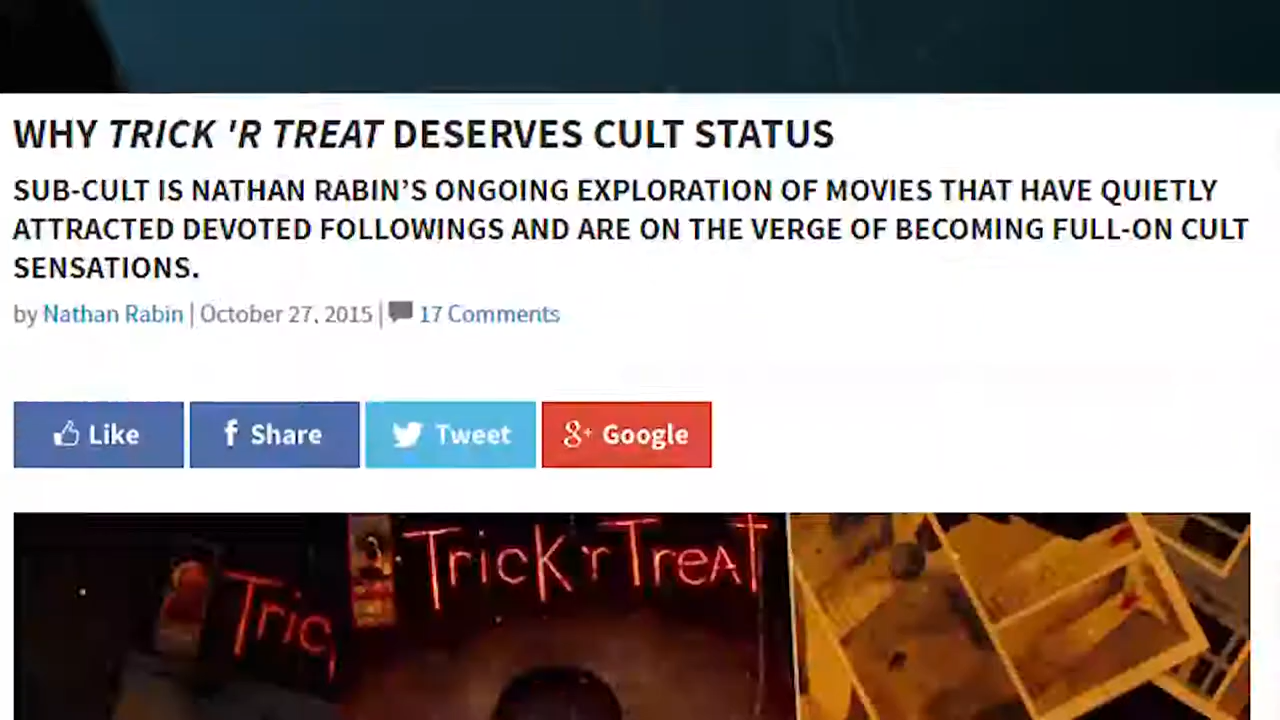 WHY TRICK 'R TREAT DESERVES CULT STATUS
SUB-CULT IS NATHAN RABIN’S ONGOING EXPLORATION OF MOVIES THAT HAVE QUIETLY
ATTRACTED DEVOTED FOLLOWINGS AND ARE ON THE VERGE OF BECOMING FULL-ON CULT
SENSATIONS.
by Nathan Rabin | October 27, 2015 | 17 Comments
Like Share Tweet 8+ Google
Trick 'r Treat
Tric